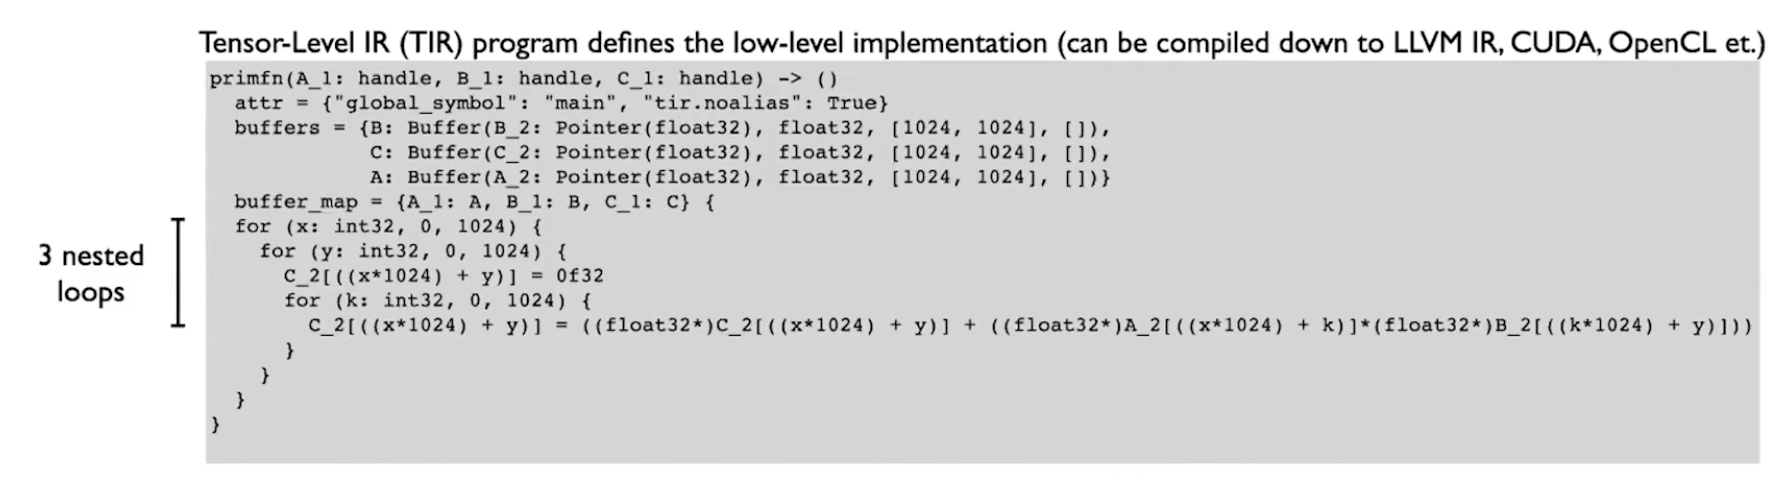 Tensor-Level IR (TIR) program defines the low-level implementation (can be compiled down to LLVM IR, CUDA, OpenCL et.)
primfn(A_1: handle, B_1: handle, C_1: handle) -> ()
  attr = {"global_symbol": "main", "tir.noalias": True}
  buffers = {B: Buffer(B_2: Pointer(float32), float32, [1024, 1024], []),
             C: Buffer(C_2: Pointer(float32), float32, [1024, 1024], []),
             A: Buffer(A_2: Pointer(float32), float32, [1024, 1024], [])}
  buffer_map = {A_1: A, B_1: B, C_1: C} {
  for (x: int32, 0, 1024) {
    for (y: int32, 0, 1024) {
      C_2[((x*1024) + y)] = 0f32
      for (k: int32, 0, 1024) {
        C_2[((x*1024) + y)] = ((float32*)C_2[((x*1024) + y)] + ((float32*)A_2[((x*1024) + k)]*(float32*)B_2[((k*1024) + y)]))
      }
    }
  }
}
3 nested
loops